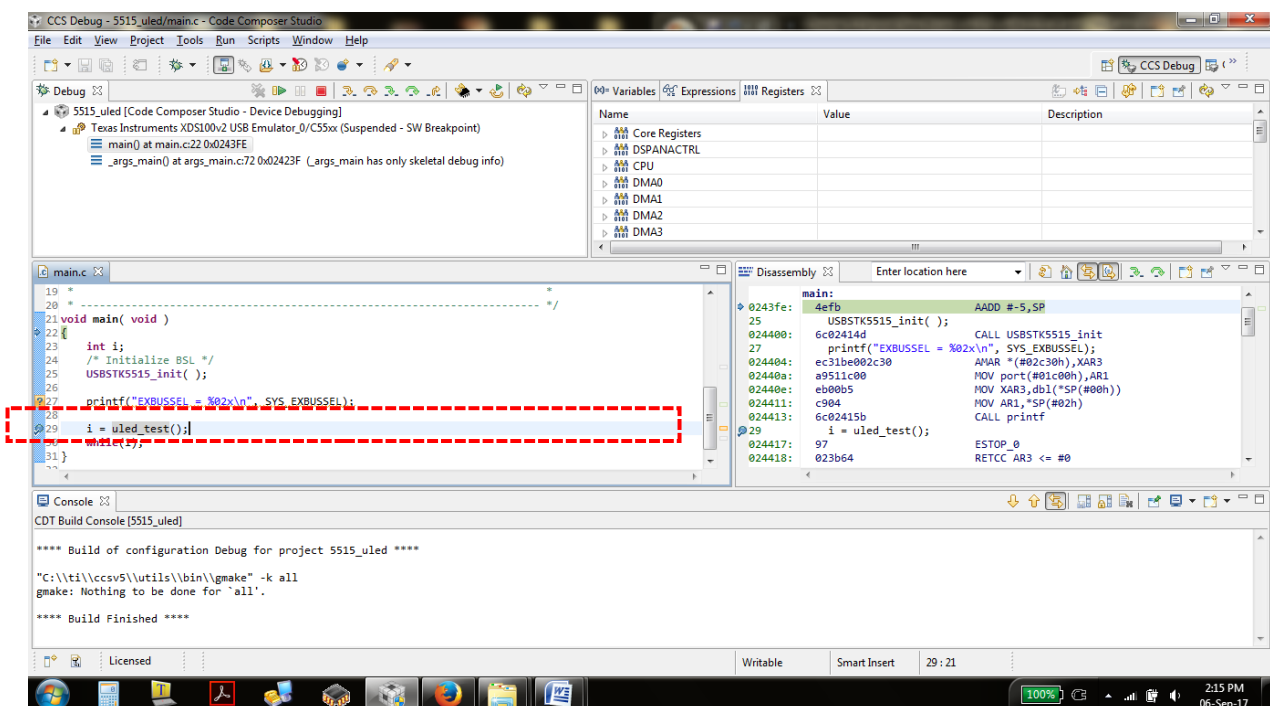 CCS Debug - 5515_uled/main.c - Code Composer Studio
File Edit View Project Tools Run Scripts Window Help
CCS Debug
Debug
5515_uled [Code Composer Studio - Device Debugging]
Texas Instruments XDS100v2 USB Emulator_0/C55xx (Suspended - SW Breakpoint)
main() at main.c:22 0x0243FE
_args_main() at args_main.c:72 0x02423F (_args_main has only skeletal debug info)
Variables Expressions Registers
Name Value Description
Core Registers
DSPANACTRL
CPU
DMA0
DMA1
DMA2
DMA3
main.c
19 * *
20 * ------------------------------------------------------------------------ */
21 void main( void )
22 {
23 int i;
24 /* Initialize BSL */
25 USBSTK5515_init( );
26
27 printf("EXBUSSEL = %02x\n", SYS_EXBUSSEL);
28
29 i = uled_test();
30 while(1);
31 }
Disassembly Enter location here
main:
0243fe: 4efb AADD #-5,SP
25 USBSTK5515_init( );
024400: 6c02414d CALL USBSTK5515_init
27 printf("EXBUSSEL = %02x\n", SYS_EXBUSSEL);
024404: ec31be002c30 AMAR *(#02c30h),XAR3
02440a: a9511c00 MOV port(#01c00h),AR1
02440e: eb00b5 MOV XAR3,dbl(*SP(#00h))
024411: c904 MOV AR1,*SP(#02h)
024413: 6c02415b CALL printf
29 i = uled_test();
024417: 97 ESTOP_0
024418: 023b64 RETCC AR3 <= #0
Console
CDT Build Console [5515_uled]
**** Build of configuration Debug for project 5515_uled ****
"C:\\ti\\ccsv5\\utils\\bin\\gmake" -k all
gmake: Nothing to be done for `all'.
**** Build Finished ****
Licensed
Writable Smart Insert 29 : 21
100%
2:15 PM
06-Sep-17